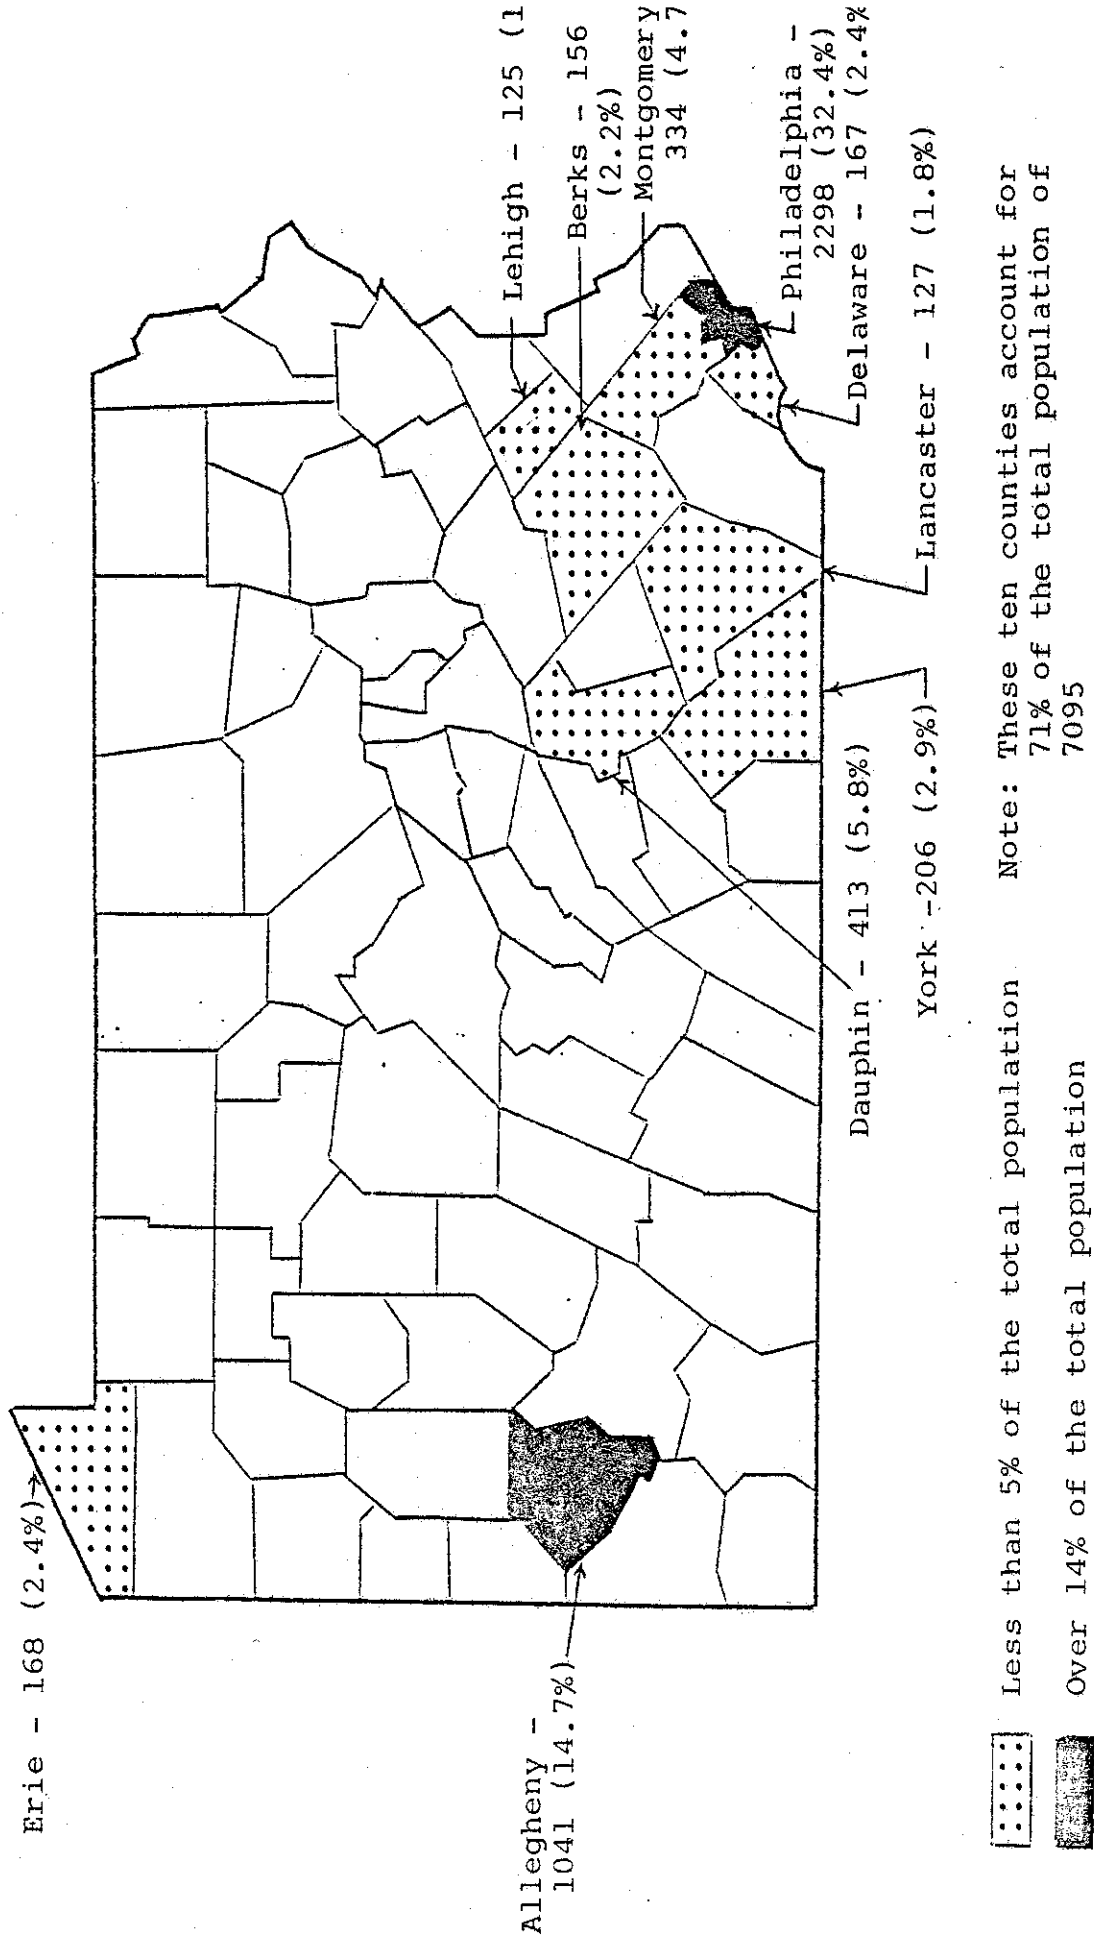 Erie - 168 (2.4%)
Allegheny -
1041 (14.7%)
Lehigh - 125 (1
Berks - 156
(2.2%)
Montgomery
334 (4.7
Philadelphia -
2298 (32.4%)
Delaware - 167 (2.4%
Lancaster - 127 (1.8%)
York -206 (2.9%)
Dauphin - 413 (5.8%)
Less than 5% of the total population
Over 14% of the total population
Note: These ten counties account for
71% of the total population of
7095